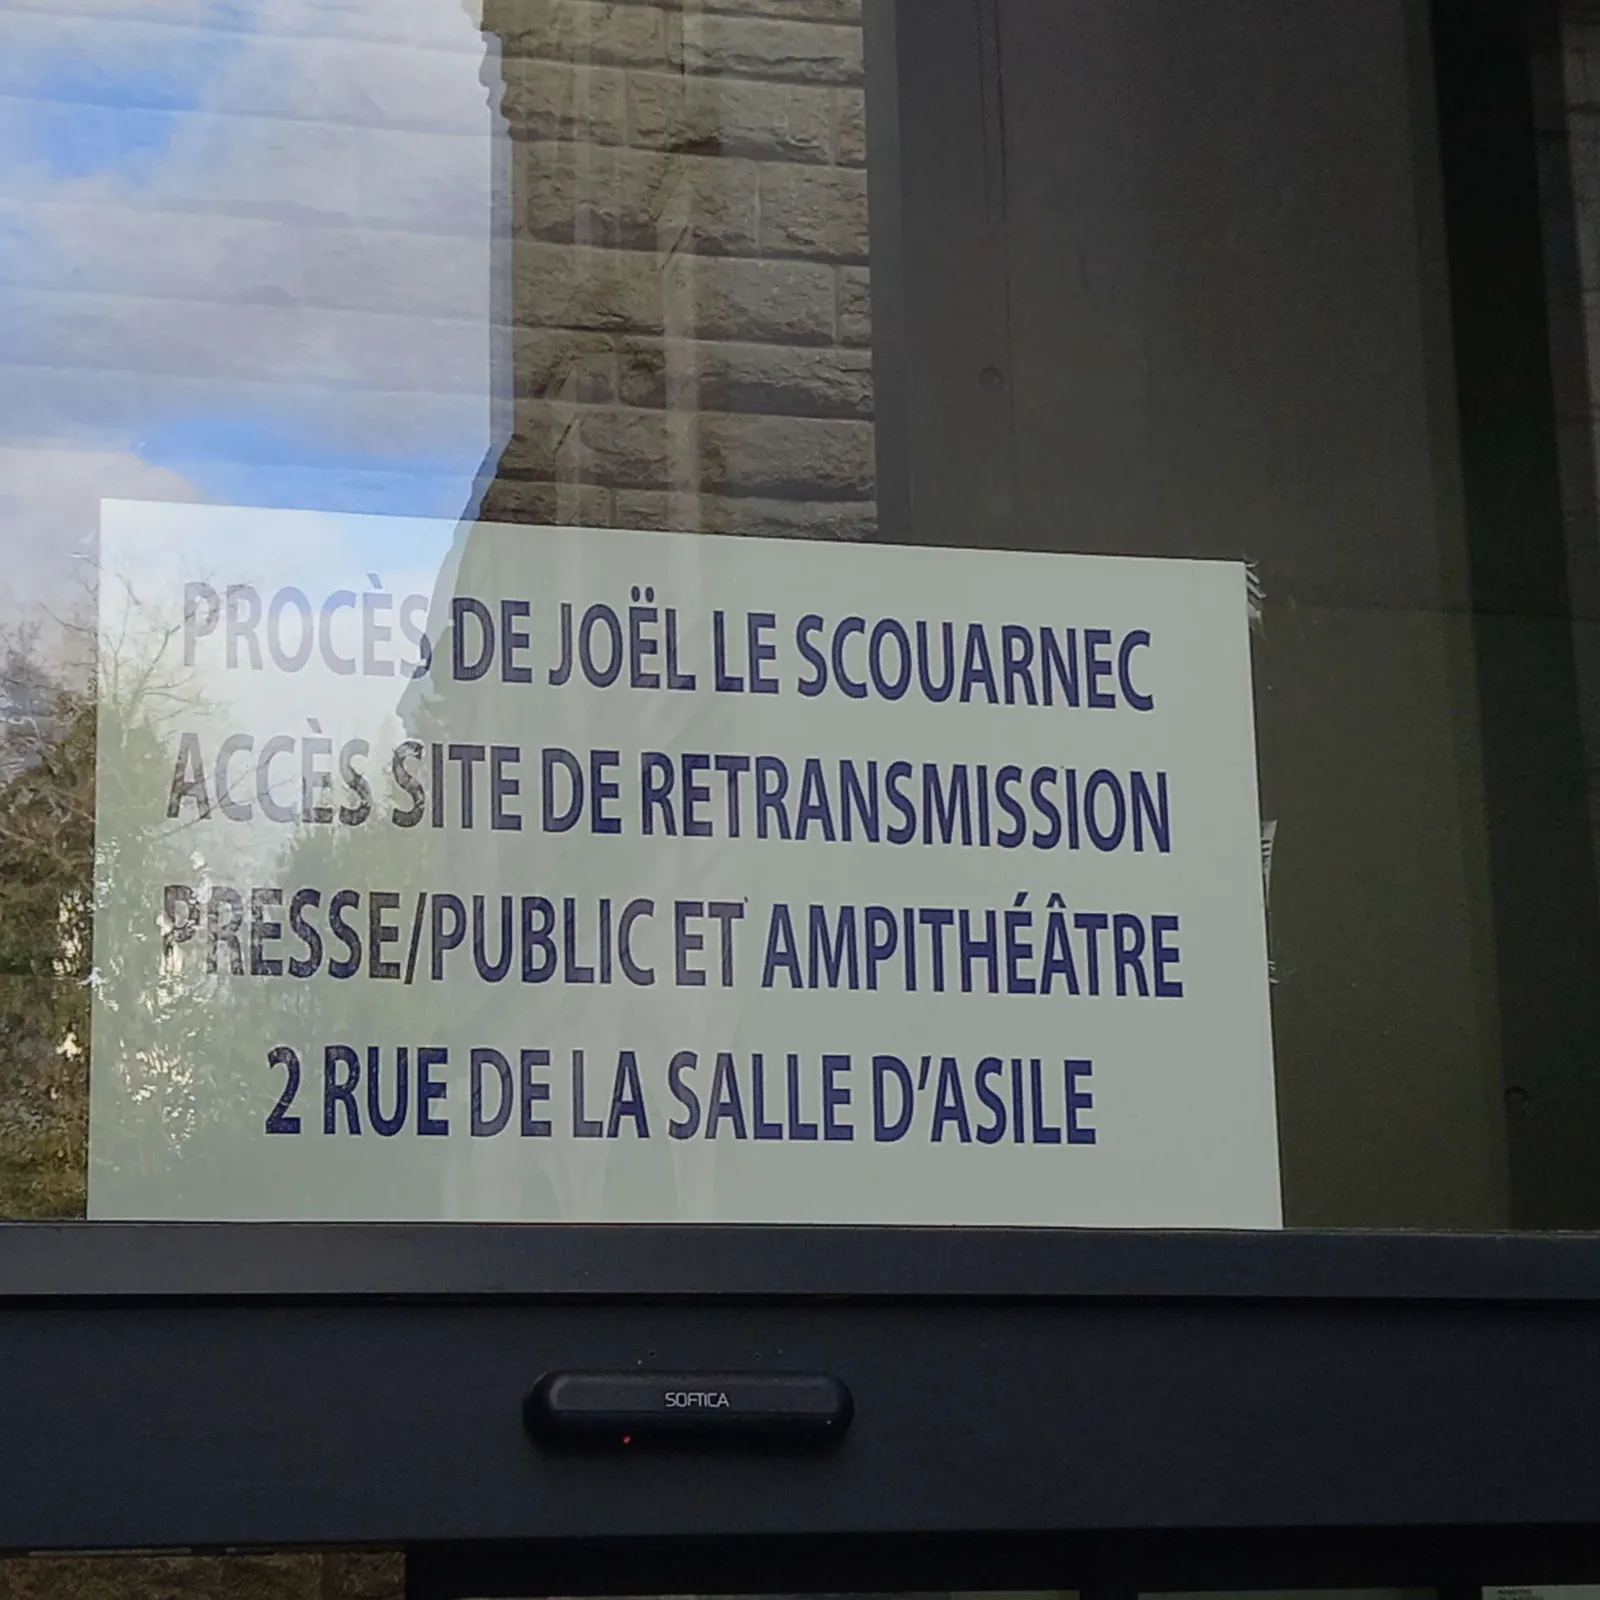 PROCÈS DE JOËL LE SCOUARNEC
ACCÈS SITE DE RETRANSMISSION
PRESSE/PUBLIC ET AMPITHÉÂTRE
2 RUE DE LA SALLE D'ASILE
SOFTICA